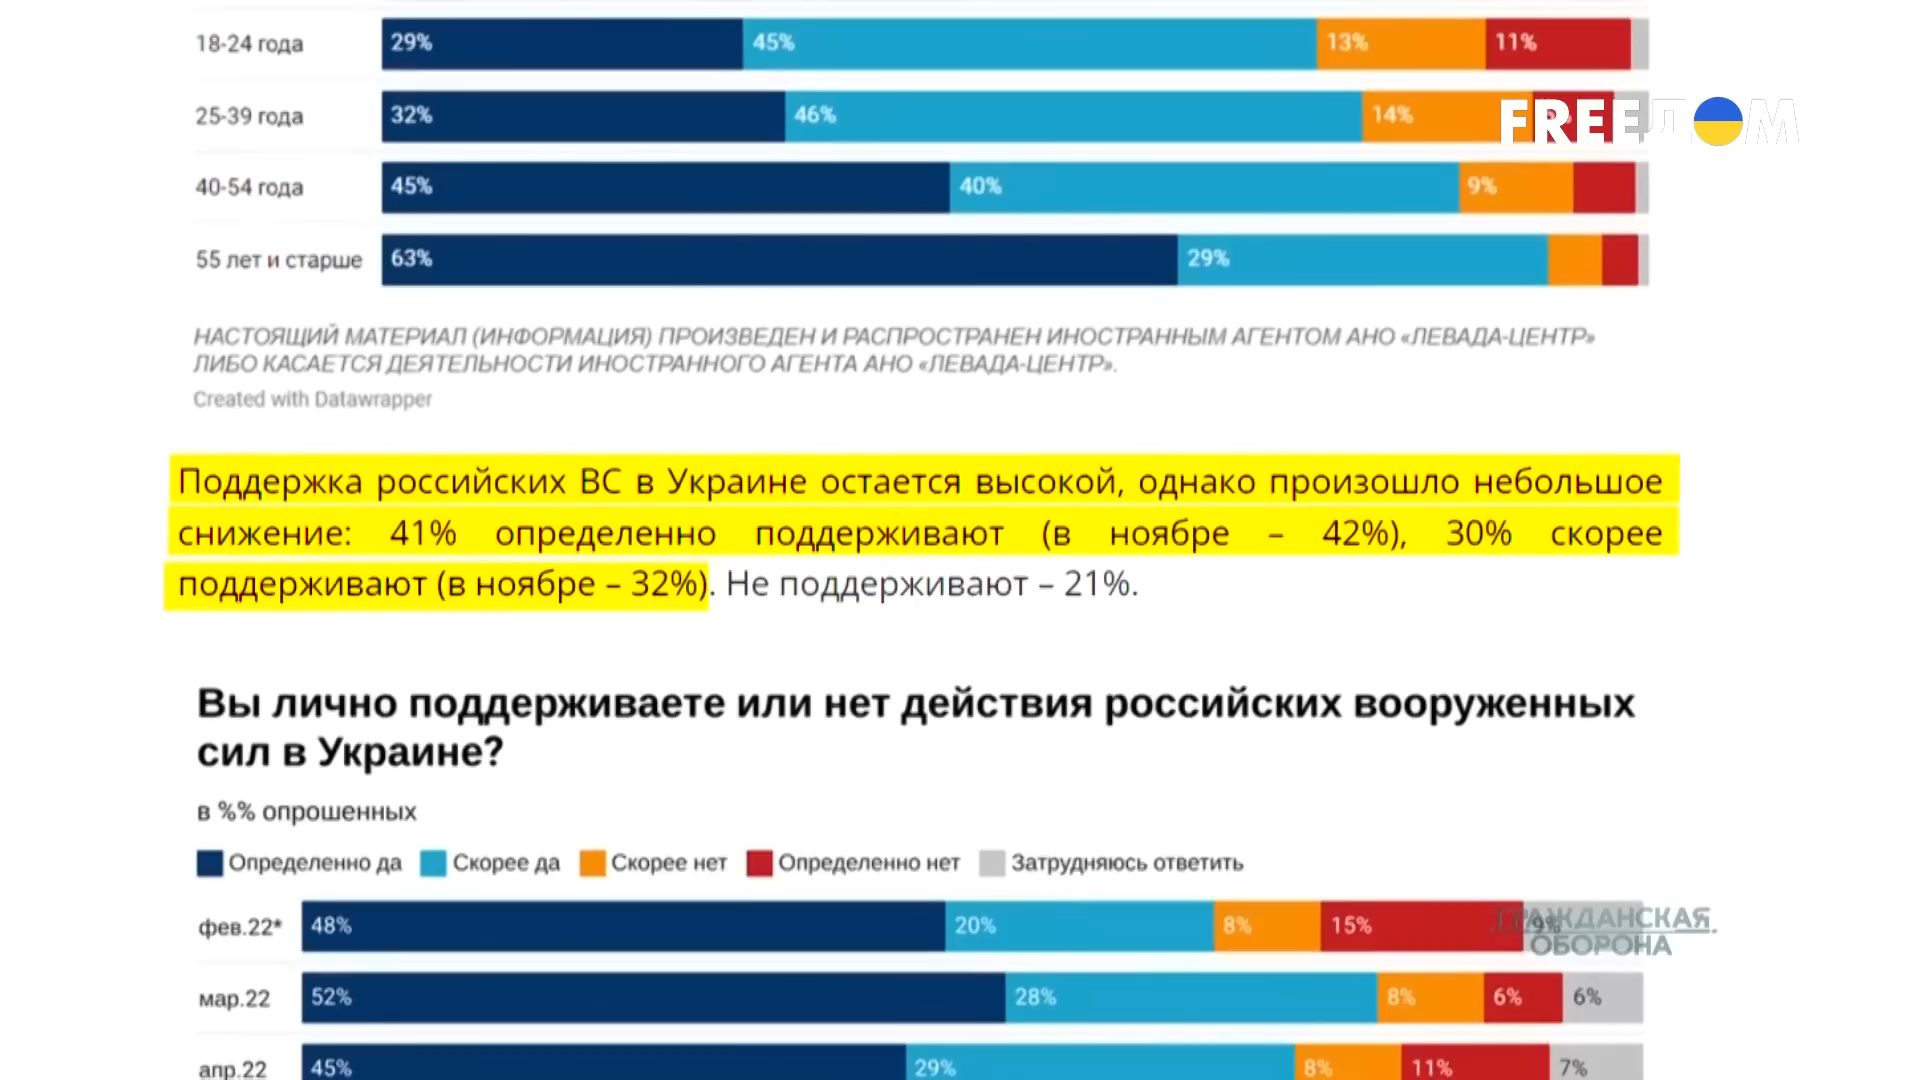 18-24 года 29% 45% 13% 11%
25-39 года 32% 46% 14%
FREEДОМ
40-54 года 45% 40% 9%
55 лет и старше 63% 29%
НАСТОЯЩИЙ МАТЕРИАЛ (ИНФОРМАЦИЯ) ПРОИЗВЕДЕН И РАСПРОСТРАНЕН ИНОСТРАННЫМ АГЕНТОМ АНО «ЛЕВАДА-ЦЕНТР»
ЛИБО КАСАЕТСЯ ДЕЯТЕЛЬНОСТИ ИНОСТРАННОГО АГЕНТА АНО «ЛЕВАДА-ЦЕНТР».
Created with Datawrapper
Поддержка российских ВС в Украине остается высокой, однако произошло небольшое
снижение: 41% определенно поддерживают (в ноябре – 42%), 30% скорее
поддерживают (в ноябре – 32%). Не поддерживают – 21%.
Вы лично поддерживаете или нет действия российских вооруженных
сил в Украине?
в %% опрошенных
Определенно да Скорее да Скорее нет Определенно нет Затрудняюсь ответить
фев.22* 48% 20% 8% 15% 9%
ГРАЖДАНСКАЯ
ОБОРОНА
мар.22 52% 28% 8% 6% 6%
апр.22 45% 29% 8% 11% 7%